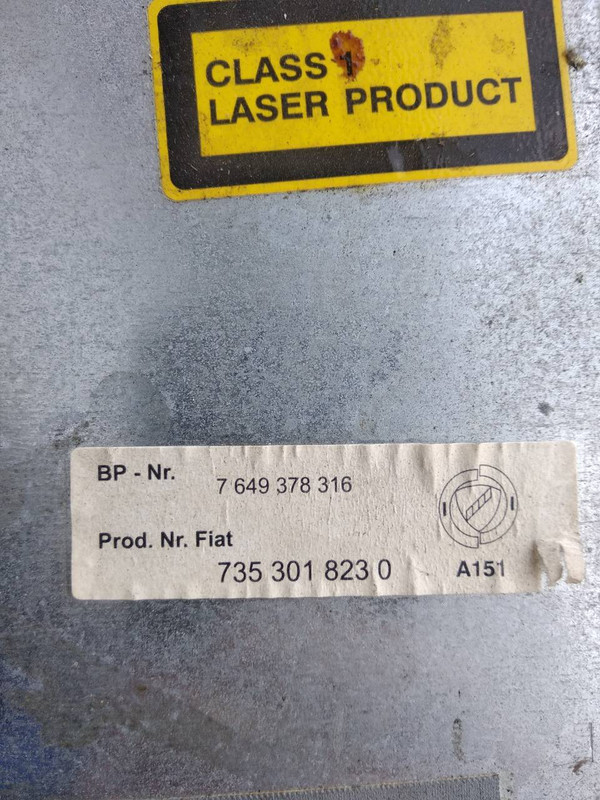 CLASS 1
LASER PRODUCT
BP - Nr. 7 649 378 316
Prod. Nr. Fiat
735 301 823 0 A151